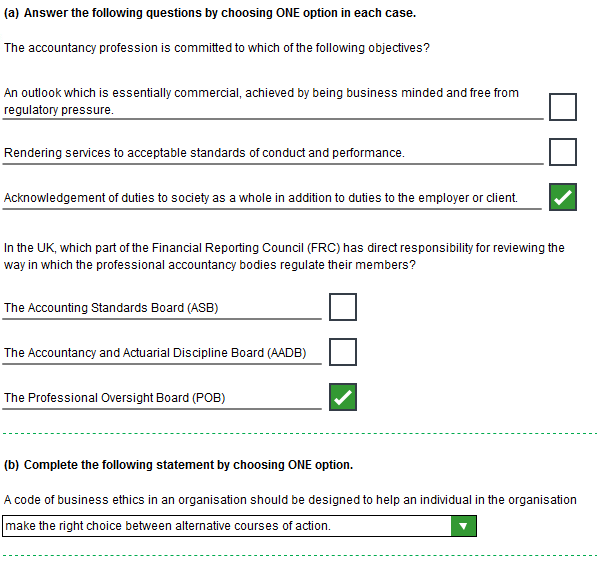 (a) Answer the following questions by choosing ONE option in each case.
The accountancy profession is committed to which of the following objectives?
An outlook which is essentially commercial, achieved by being business minded and free from
regulatory pressure.
Rendering services to acceptable standards of conduct and performance.
Acknowledgement of duties to society as a whole in addition to duties to the employer or client.
In the UK, which part of the Financial Reporting Council (FRC) has direct responsibility for reviewing the
way in which the professional accountancy bodies regulate their members?
The Accounting Standards Board (ASB)
The Accountancy and Actuarial Discipline Board (AADB)
The Professional Oversight Board (POB)
(b) Complete the following statement by choosing ONE option.
A code of business ethics in an organisation should be designed to help an individual in the organisation
make the right choice between alternative courses of action.